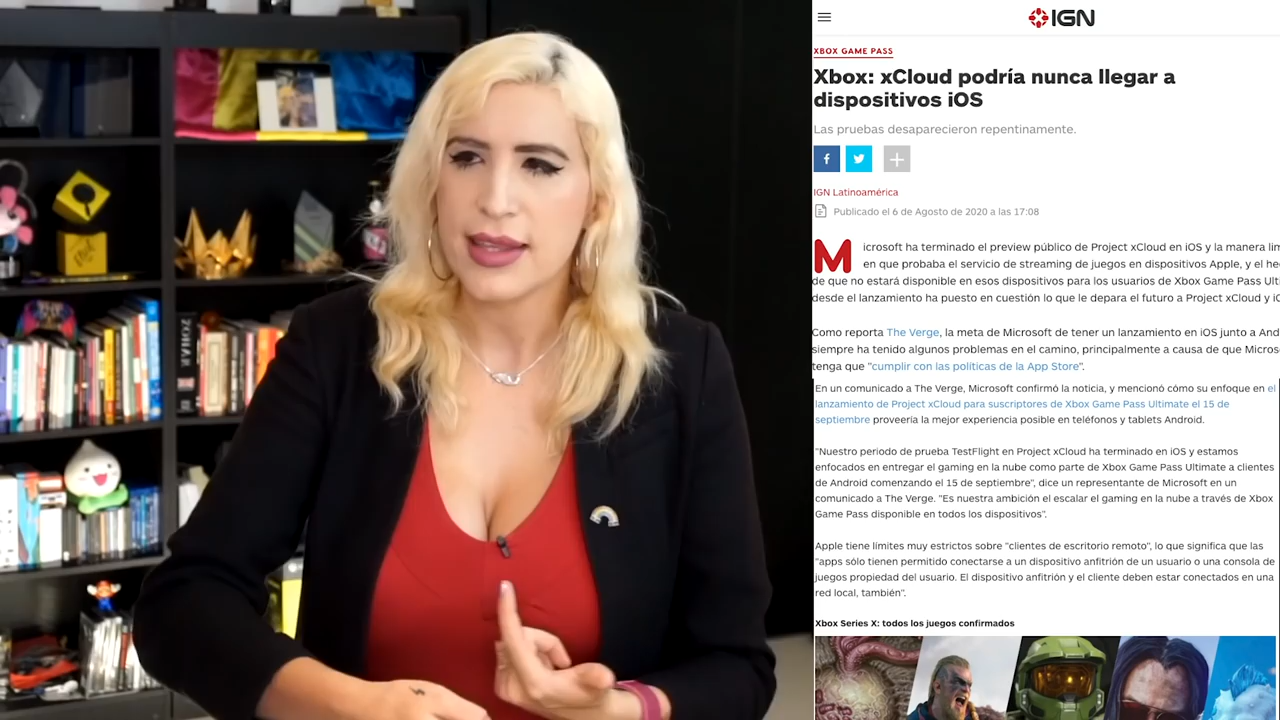 IGN
XBOX GAME PASS
Xbox: xCloud podría nunca llegar a
dispositivos iOS
Las pruebas desaparecieron repentinamente.
IGN Latinoamérica
Publicado el 6 de Agosto de 2020 a las 17:08
Microsoft ha terminado el preview público de Project xCloud en iOS y la manera lim
en que probaba el servicio de streaming de juegos en dispositivos Apple, y el he
de que no estará disponible en esos dispositivos para los usuarios de Xbox Game Pass Ult
desde el lanzamiento ha puesto en cuestión lo que le depara el futuro a Project xCloud y iO
Como reporta The Verge, la meta de Microsoft de tener un lanzamiento en iOS junto a And
siempre ha tenido algunos problemas en el camino, principalmente a causa de que Micros
tenga que "cumplir con las políticas de la App Store".
En un comunicado a The Verge, Microsoft confirmó la noticia, y mencionó cómo su enfoque en el
lanzamiento de Project xCloud para suscriptores de Xbox Game Pass Ultimate el 15 de
septiembre proveería la mejor experiencia posible en teléfonos y tablets Android.
"Nuestro periodo de prueba TestFlight en Project xCloud ha terminado en iOS y estamos
enfocados en entregar el gaming en la nube como parte de Xbox Game Pass Ultimate a clientes
de Android comenzando el 15 de septiembre", dice un representante de Microsoft en un
comunicado a The Verge. "Es nuestra ambición el escalar el gaming en la nube a través de Xbox
Game Pass disponible en todos los dispositivos".
Apple tiene límites muy estrictos sobre "clientes de escritorio remoto", lo que significa que las
"apps sólo tienen permitido conectarse a un dispositivo anfitrión de un usuario o una consola de
juegos propiedad del usuario. El dispositivo anfitrión y el cliente deben estar conectados en una
red local, también".
Xbox Series X: todos los juegos confirmados